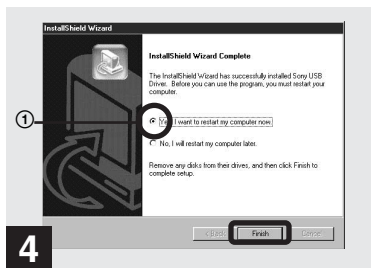 InstallShield Wizard
InstallShield Wizard Complete
The InstallShield Wizard has successfully installed Sony USB
Driver. Before you can use the program, you must restart your
computer.
①
Yes, I want to restart my computer now.
No, I will restart my computer later.
Remove any disks from their drives, and then click Finish to
complete setup.
< Back
Finish
Cancel
4